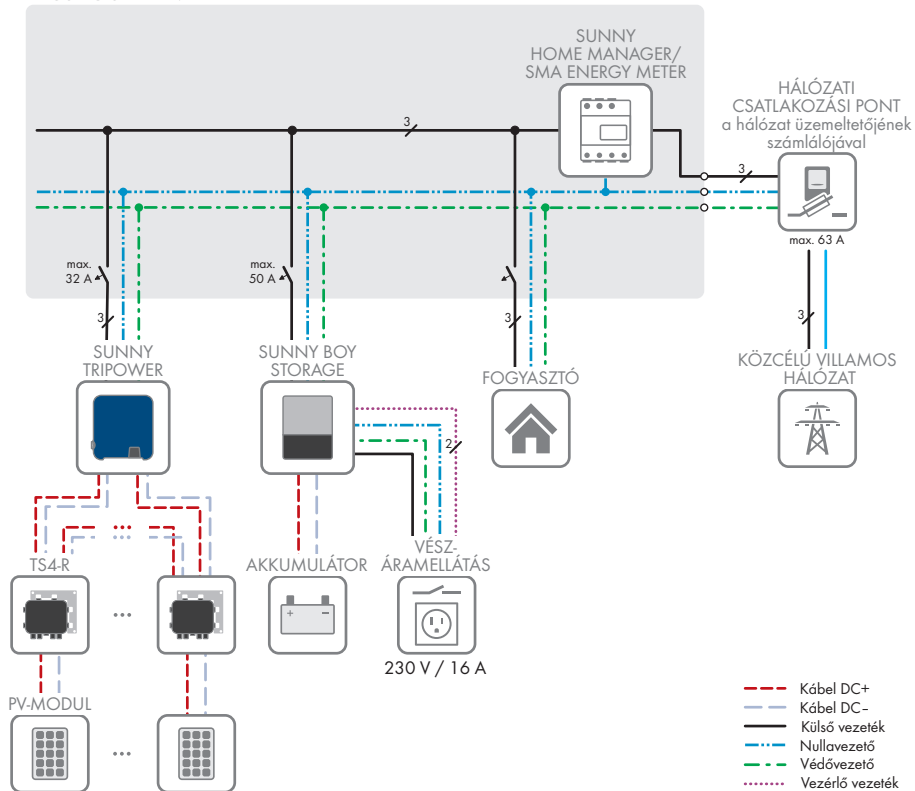 SUNNY
HOME MANAGER/
SMA ENERGY METER
HÁLÓZATI
CSATLAKOZÁSI PONT
a hálózat üzemeltetőjének
számlálójával
3
3
max. 63 A
max.
32 A
max.
50 A
3
3
3
SUNNY
TRIPOWER
SUNNY BOY
STORAGE
FOGYASZTÓ
KÖZCÉLÚ VILLAMOS
HÁLÓZAT
2
TS4-R
AKKUMULÁTOR
VÉSZ-
ÁRAMELLÁTÁS
+ −
230 V / 16 A
PV-MODUL
Kábel DC+
Kábel DC−
Külső vezeték
Nullavezető
Védővezető
Vezérlő vezeték